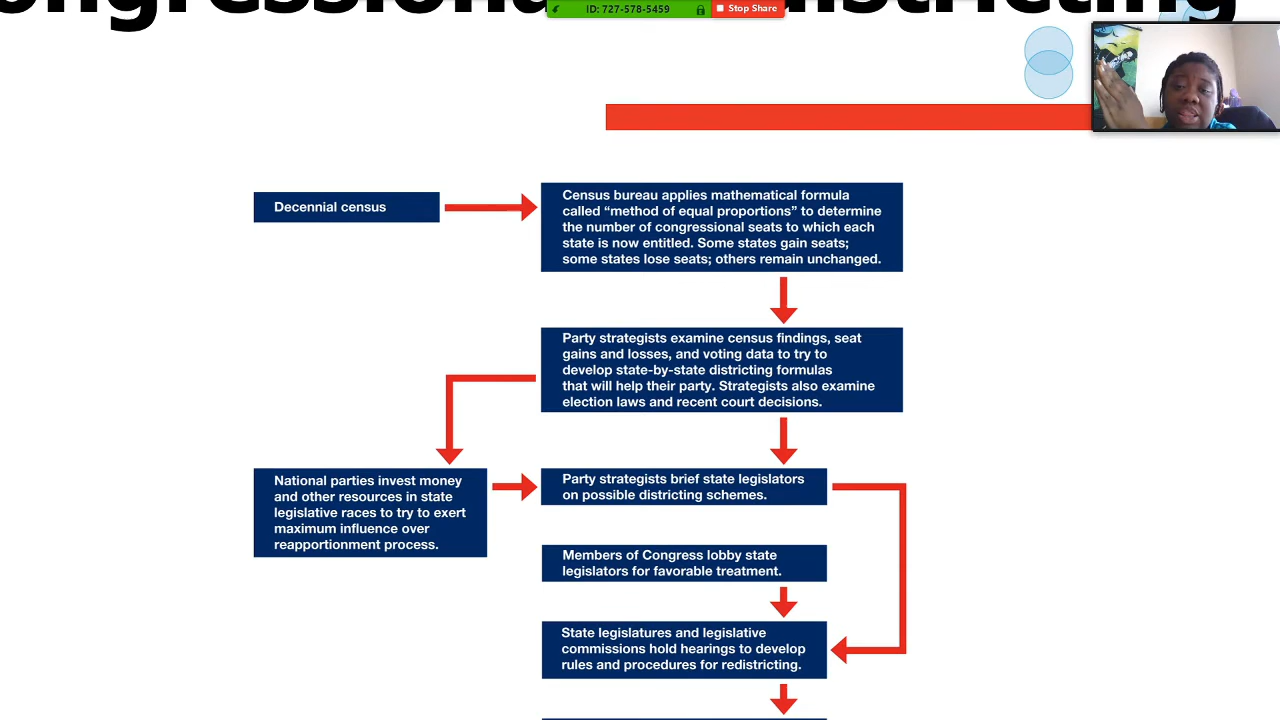 ID: 727-578-5459
Stop Share
Decennial census
Census bureau applies mathematical formula
called “method of equal proportions” to determine
the number of congressional seats to which each
state is now entitled. Some states gain seats;
some states lose seats; others remain unchanged.
Party strategists examine census findings, seat
gains and losses, and voting data to try to
develop state-by-state districting formulas
that will help their party. Strategists also examine
election laws and recent court decisions.
National parties invest money
and other resources in state
legislative races to try to exert
maximum influence over
reapportionment process.
Party strategists brief state legislators
on possible districting schemes.
Members of Congress lobby state
legislators for favorable treatment.
State legislatures and legislative
commissions hold hearings to develop
rules and procedures for redistricting.